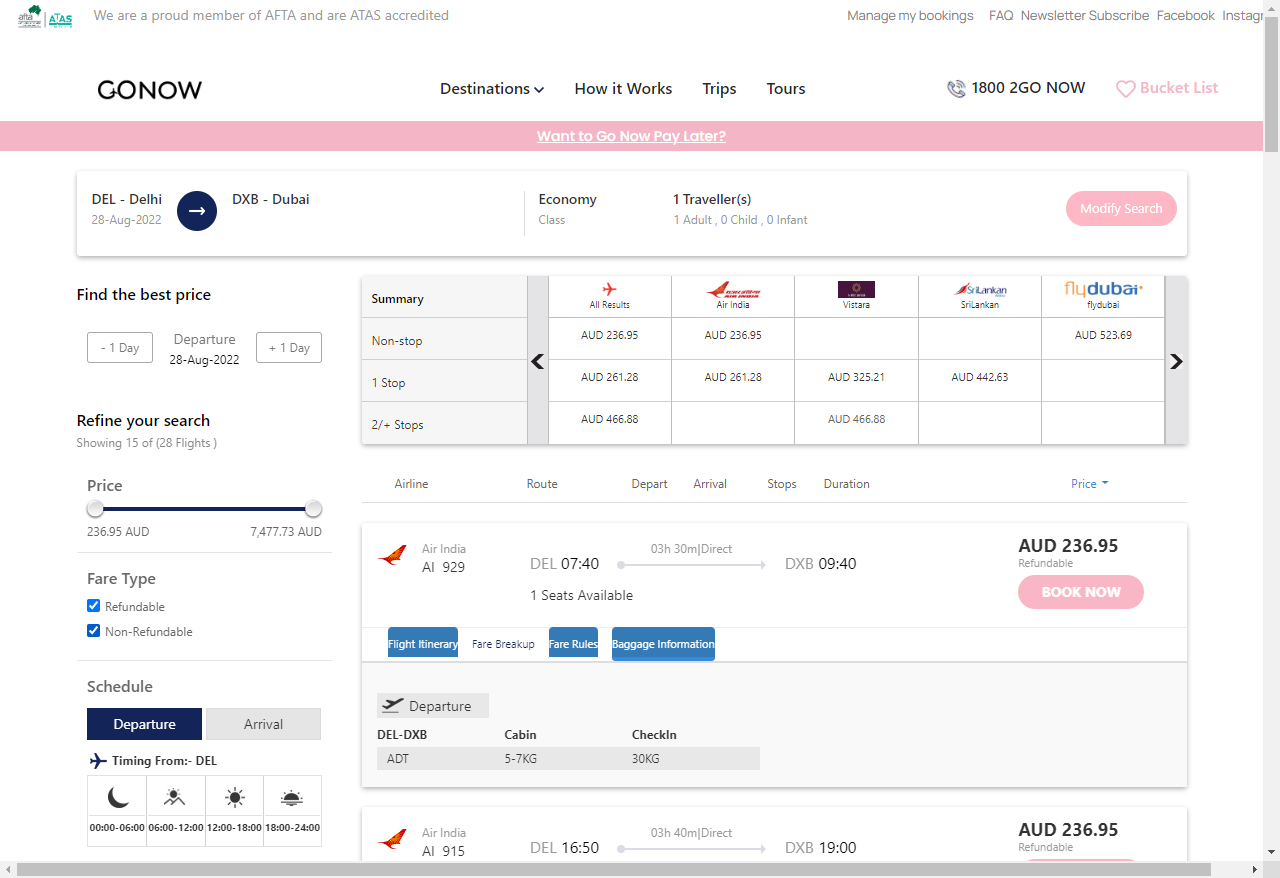 afta ATAS We are a proud member of AFTA and are ATAS accredited Manage my bookings FAQ Newsletter Subscribe Facebook Instagr
GONOW Destinations How it Works Trips Tours 1800 2GO NOW Bucket List
Want to Go Now Pay Later?
DEL - Delhi → DXB - Dubai Economy 1 Traveller(s) Modify Search
28-Aug-2022 Class 1 Adult , 0 Child , 0 Infant
Find the best price
- 1 Day Departure + 1 Day
28-Aug-2022
Refine your search
Showing 15 of (28 Flights )
Price
236.95 AUD 7,477.73 AUD
Fare Type
Refundable
Non-Refundable
Schedule
Departure Arrival
Timing From:- DEL
00:00-06:00 06:00-12:00 12:00-18:00 18:00-24:00
Summary All Results AIR INDIA Air India Vistara SriLankan SriLankan flydubai flydubai
Non-stop AUD 236.95 AUD 236.95 AUD 523.69
1 Stop AUD 261.28 AUD 261.28 AUD 325.21 AUD 442.63
2/+ Stops AUD 466.88 AUD 466.88
Airline Route Depart Arrival Stops Duration Price
Air India 03h 30m|Direct AUD 236.95
AI 929 DEL 07:40 DXB 09:40 Refundable
1 Seats Available BOOK NOW
Flight Itinerary Fare Breakup Fare Rules Baggage Information
Departure
DEL-DXB Cabin CheckIn
ADT 5-7KG 30KG
Air India 03h 40m|Direct AUD 236.95
AI 915 DEL 16:50 DXB 19:00 Refundable